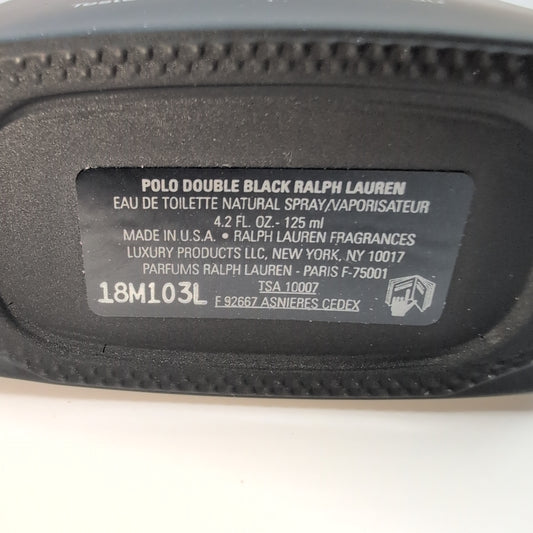 POLO DOUBLE BLACK RALPH LAUREN
EAU DE TOILETTE NATURAL SPRAY/VAPORISATEUR
4.2 FL. OZ.- 125 ml
MADE IN U.S.A. • RALPH LAUREN FRAGRANCES
LUXURY PRODUCTS LLC, NEW YORK, NY 10017
PARFUMS RALPH LAUREN - PARIS F-75001
18M103L
TSA 10007
F 92667 ASNIERES CEDEX